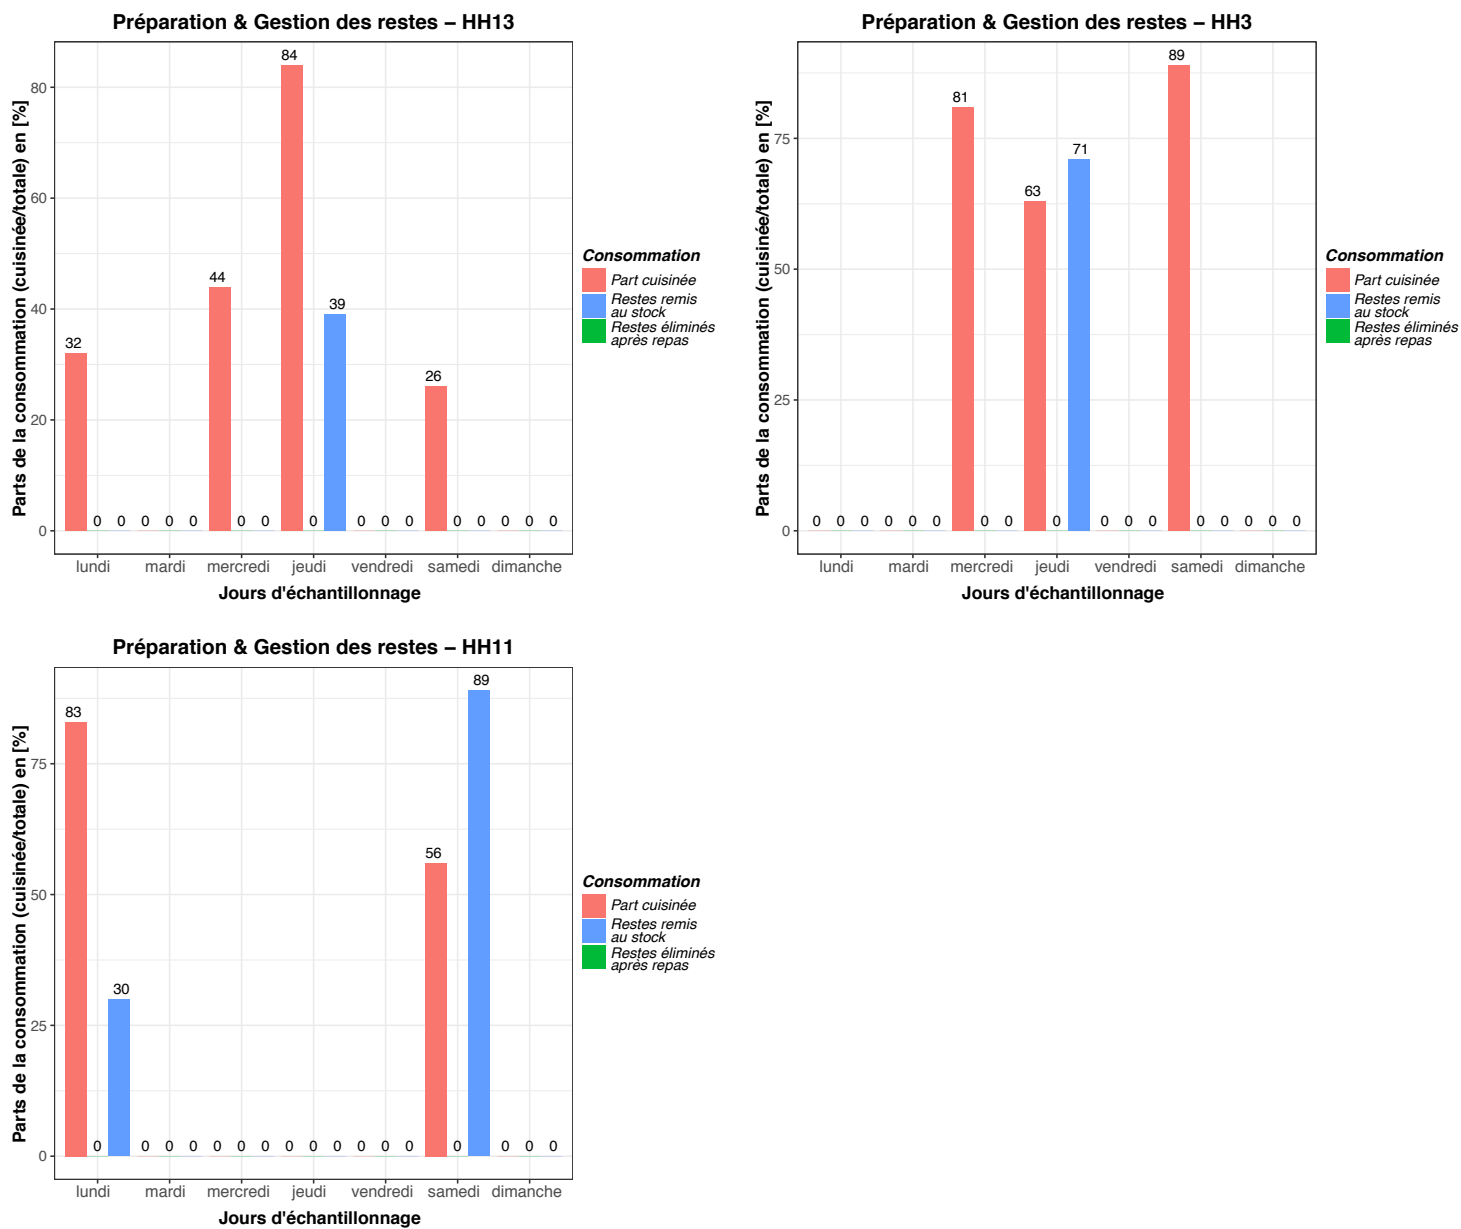 Préparation & Gestion des restes – HH13
Parts de la consommation (cuisinée/totale) en [%]
80
60
40
20
0
32 0 0 0 0 0 44 0 0 84 0 39 0 0 0 26 0 0 0 0 0
lundi mardi mercredi jeudi vendredi samedi dimanche
Jours d'échantillonnage
Consommation
Part cuisinée
Restes remis
au stock
Restes éliminés
après repas
Préparation & Gestion des restes – HH3
Parts de la consommation (cuisinée/totale) en [%]
75
50
25
0
0 0 0 0 0 0 81 0 0 63 0 71 0 0 0 89 0 0 0 0 0
lundi mardi mercredi jeudi vendredi samedi dimanche
Jours d'échantillonnage
Consommation
Part cuisinée
Restes remis
au stock
Restes éliminés
après repas
Préparation & Gestion des restes – HH11
Parts de la consommation (cuisinée/totale) en [%]
75
50
25
0
83 0 30 0 0 0 0 0 0 0 0 0 0 0 0 56 0 89 0 0 0
lundi mardi mercredi jeudi vendredi samedi dimanche
Jours d'échantillonnage
Consommation
Part cuisinée
Restes remis
au stock
Restes éliminés
après repas